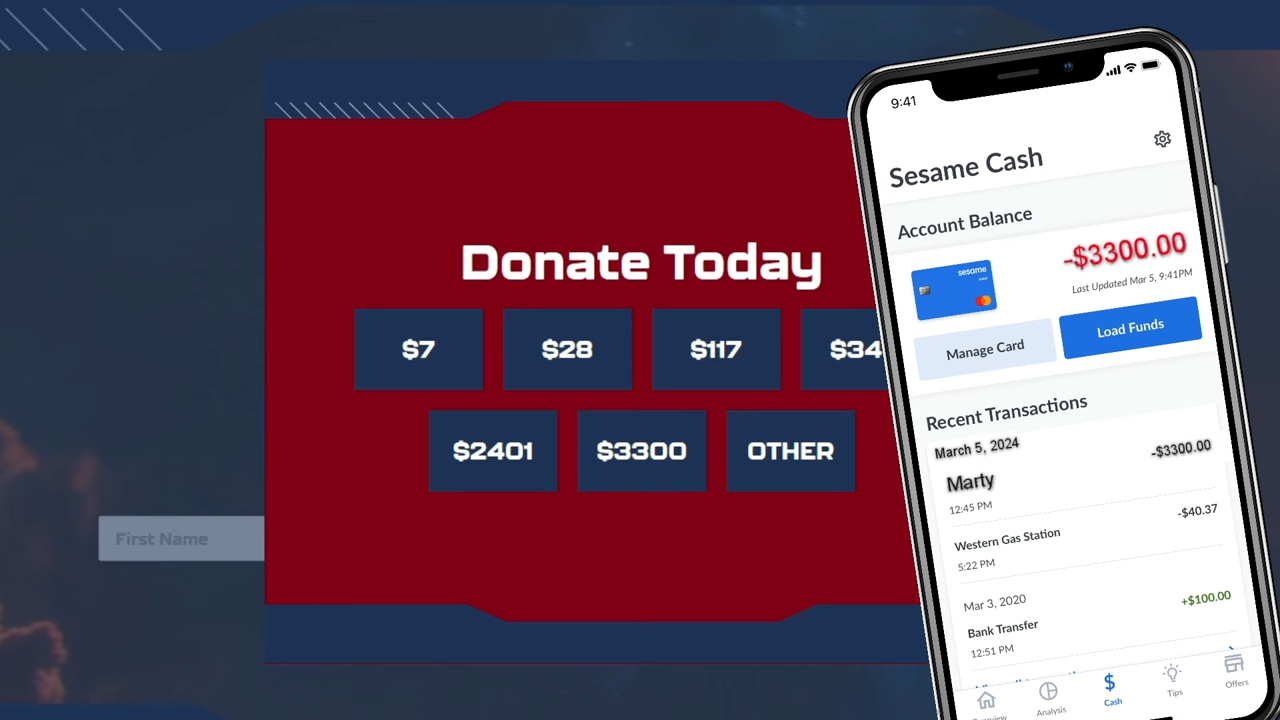 Donate Today
$7
$28
$117
$34
$2401
$3300
OTHER
First Name
9:41
Sesame Cash
Account Balance
sesame
-$3300.00
Last Updated Mar 5, 9:41PM
Manage Card
Load Funds
Recent Transactions
March 5, 2024
-$3300.00
Marty
12:45 PM
-$40.37
Western Gas Station
5:22 PM
Mar 3, 2020
+$100.00
Bank Transfer
12:51 PM
Analysis
Cash
Tips
Offers